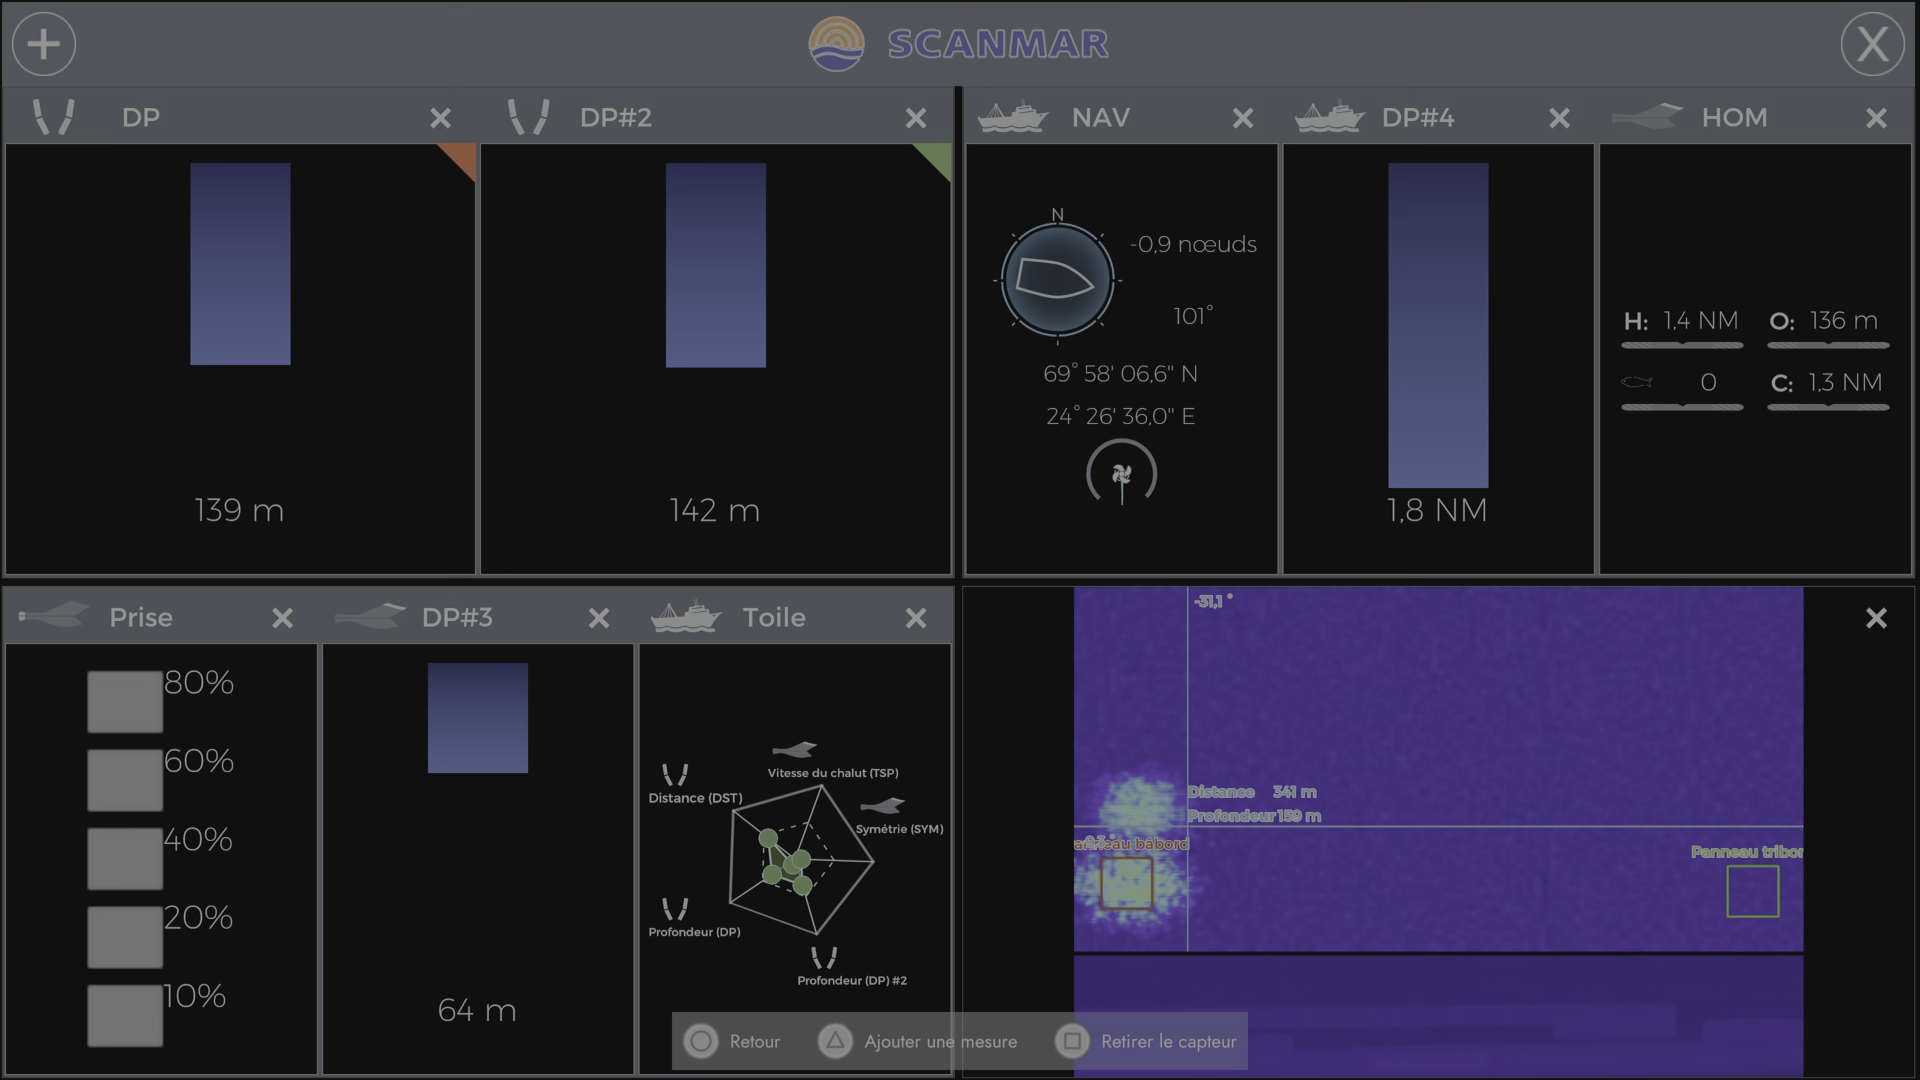 SCANMAR
X
DP
DP#2
NAV
DP#4
HOM
139 m
142 m
N
-0,9 nœuds
101°
69° 58' 06,6" N
24° 26' 36,0" E
1,8 NM
H: 1,4 NM
O: 136 m
0
C: 1,3 NM
Prise
DP#3
Toile
80%
60%
40%
20%
10%
64 m
Vitesse du chalut (TSP)
Distance (DST)
Symétrie (SYM)
Profondeur (DP)
Profondeur (DP) #2
-31,1 °
Distance 341 m
Profondeur 159 m
bâbord
Panneau tribor
Retour
Ajouter une mesure
Retirer le capteur